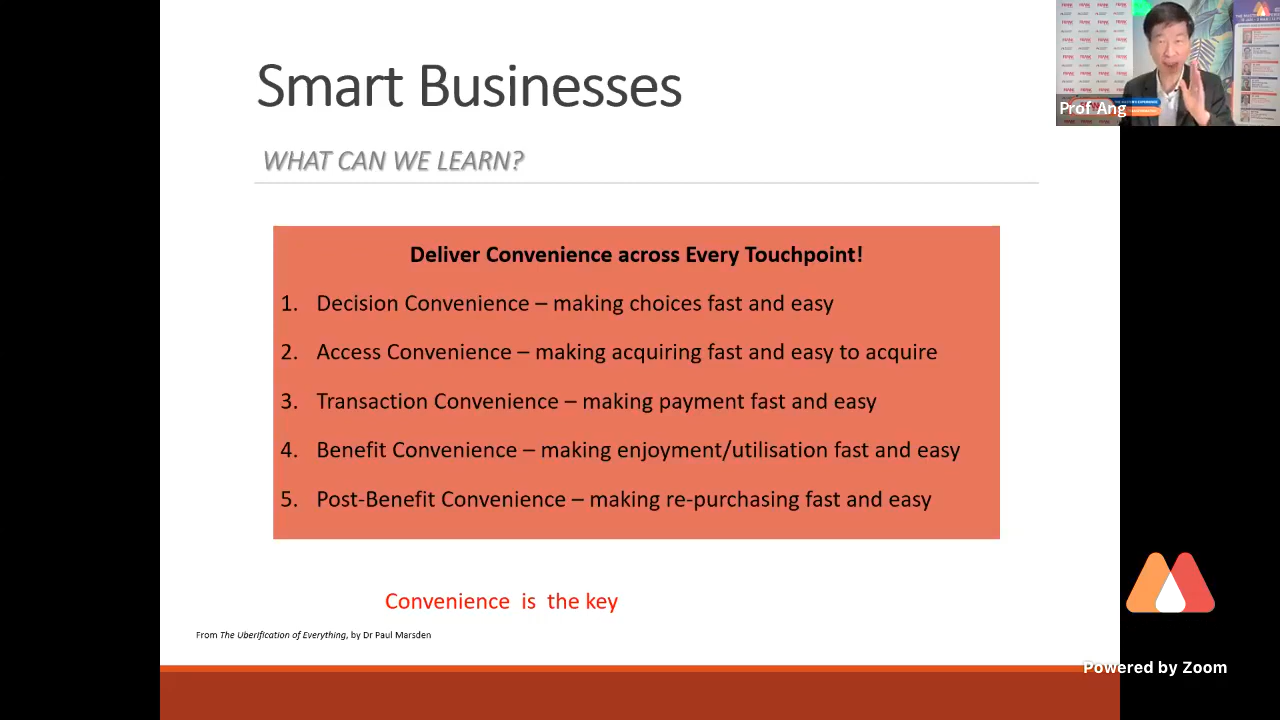 Smart Businesses
WHAT CAN WE LEARN?
Deliver Convenience across Every Touchpoint!
1. Decision Convenience – making choices fast and easy
2. Access Convenience – making acquiring fast and easy to acquire
3. Transaction Convenience – making payment fast and easy
4. Benefit Convenience – making enjoyment/utilisation fast and easy
5. Post-Benefit Convenience – making re-purchasing fast and easy
Convenience is the key
From The Uberification of Everything, by Dr Paul Marsden
Prof Ang
Powered by Zoom